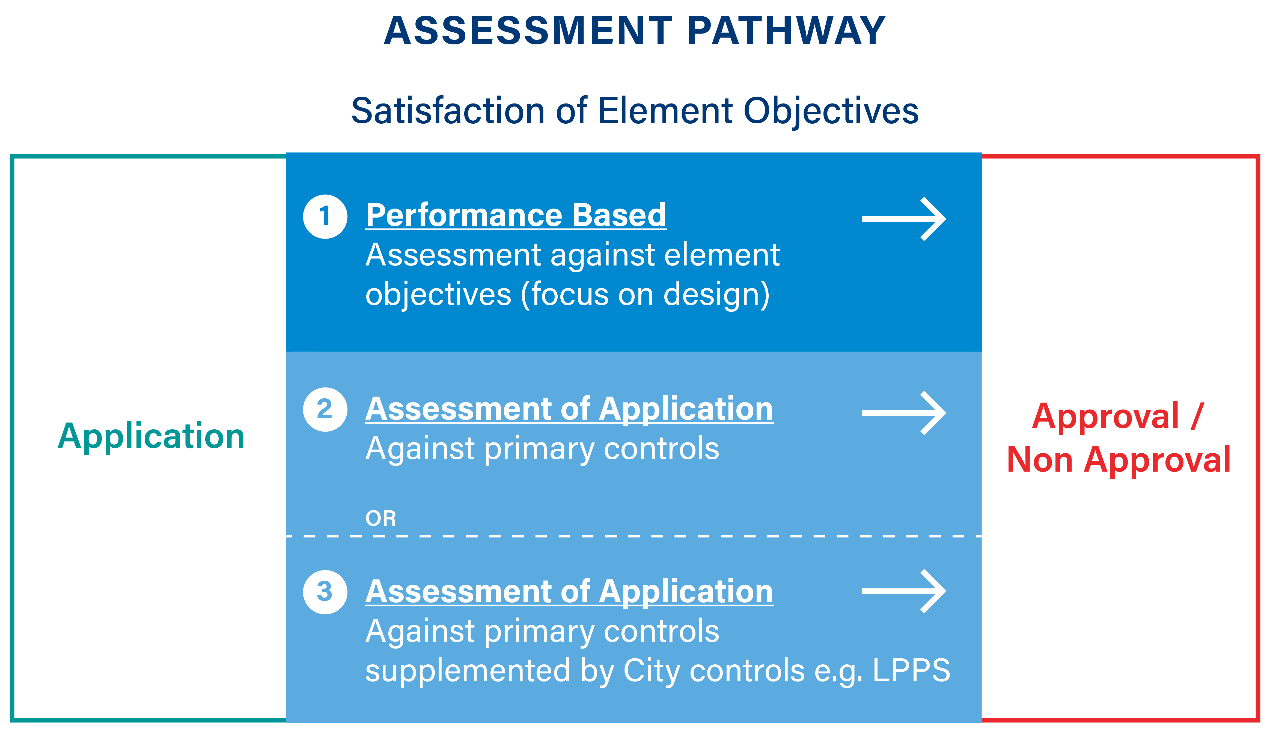 ASSESSMENT PATHWAY
Satisfaction of Element Objectives
Application
1 Performance Based
Assessment against element
objectives (focus on design)
2 Assessment of Application
Against primary controls
OR
3 Assessment of Application
Against primary controls
supplemented by City controls e.g. LPPS
Approval /
Non Approval